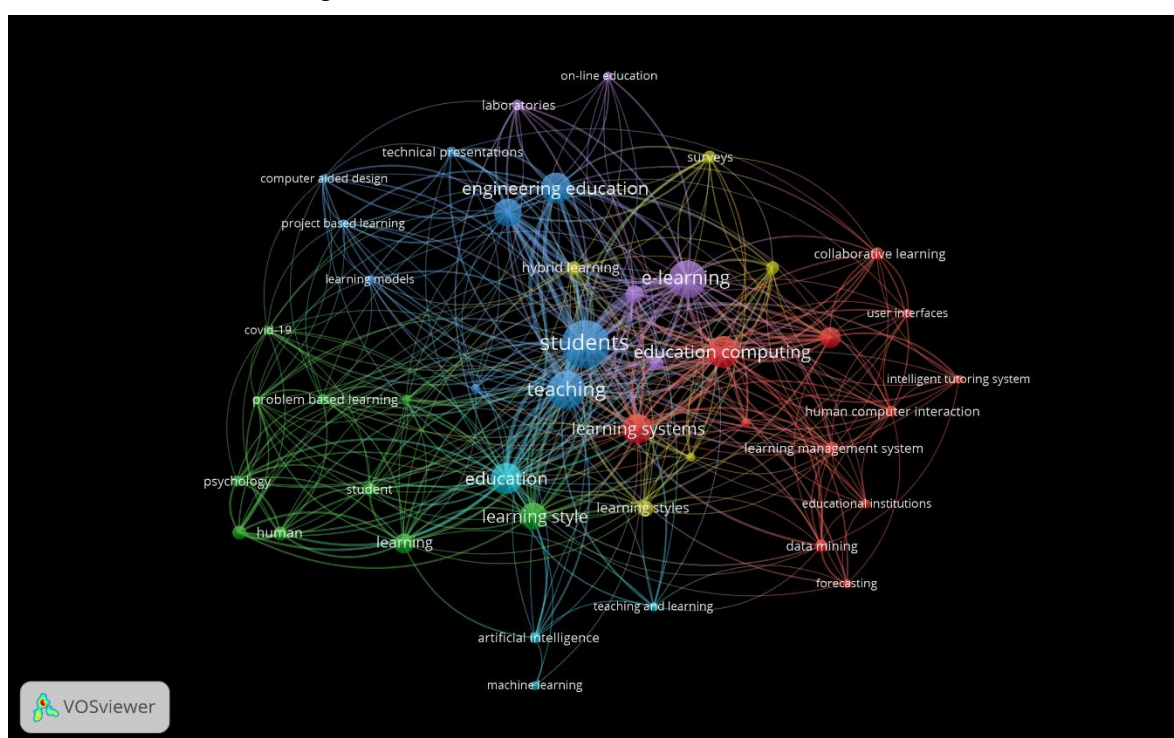 on-line education
laboratories
technical presentations
surveys
computer aided design
engineering education
project based learning
collaborative learning
hybrid learning
e-learning
learning models
user interfaces
covid-19
students
education computing
intelligent tutoring system
teaching
problem based learning
human computer interaction
learning systems
learning management system
psychology
education
student
educational institutions
learning styles
learning style
human
learning
data mining
forecasting
teaching and learning
artificial intelligence
machine learning
VOSviewer